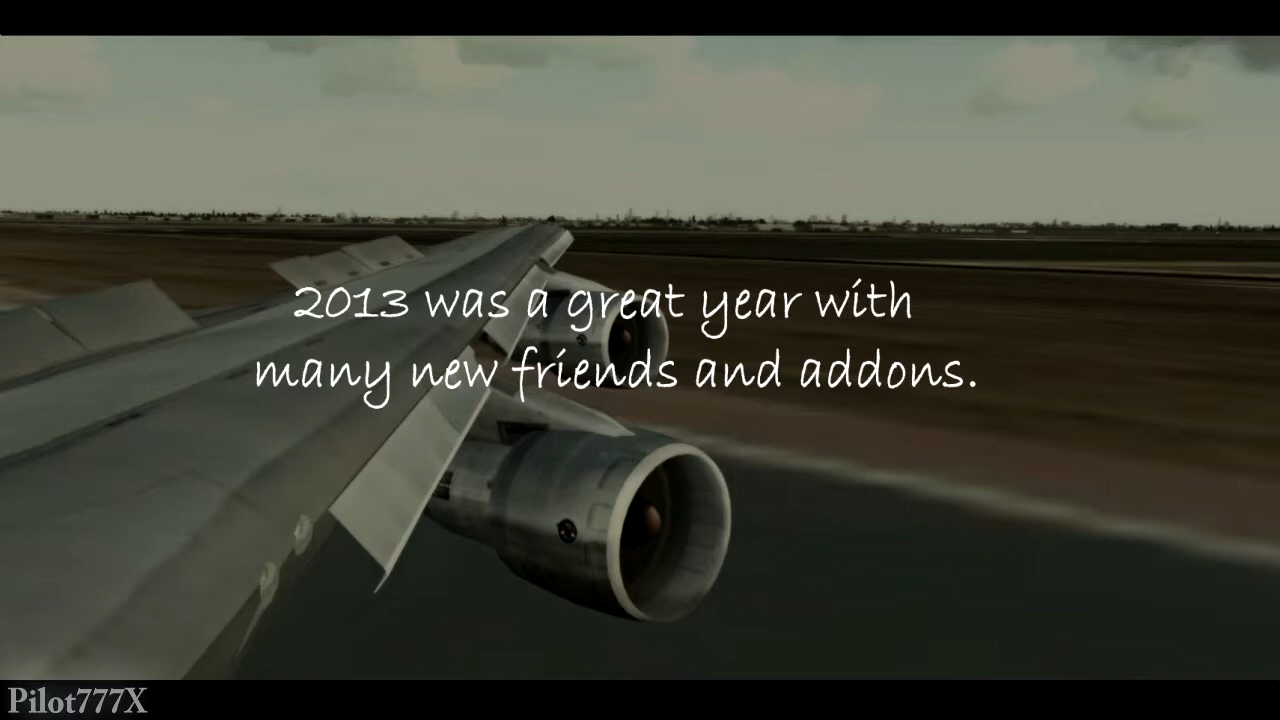 2013 was a great year with
many new friends and addons.
Pilot777X